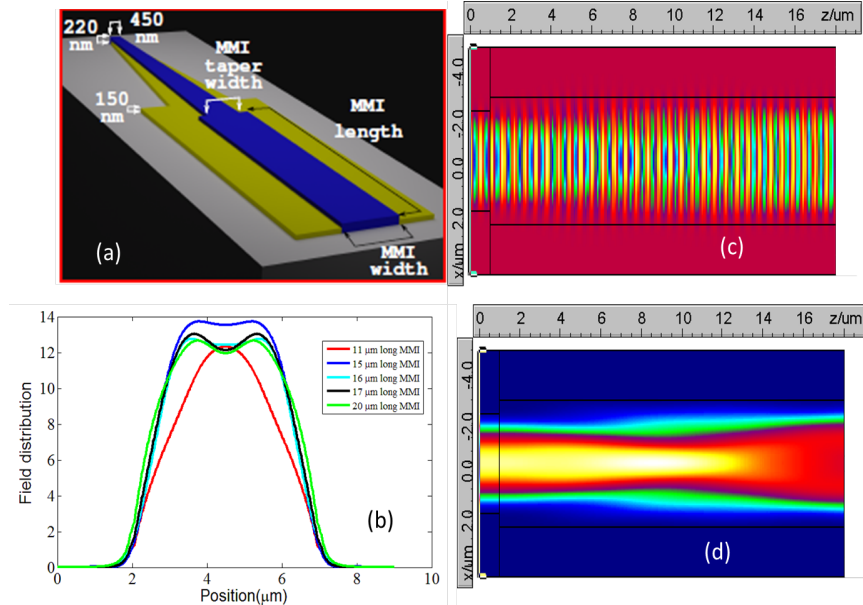 220 nm
450 nm
MMI taper width
150 nm
MMI length
MMI width
(a)
0 2 4 6 8 10 12 14 16 z/um
-4.0
-2.0
0.0
2.0
x/um
(c)
14
12
10
8
6
4
2
0
Field distribution
11 μm long MMI
15 μm long MMI
16 μm long MMI
17 μm long MMI
20 μm long MMI
(b)
0 2 4 6 8 10
Position(μm)
0 2 4 6 8 10 12 14 16 z/um
-4.0
-2.0
0.0
2.0
x/um
(d)